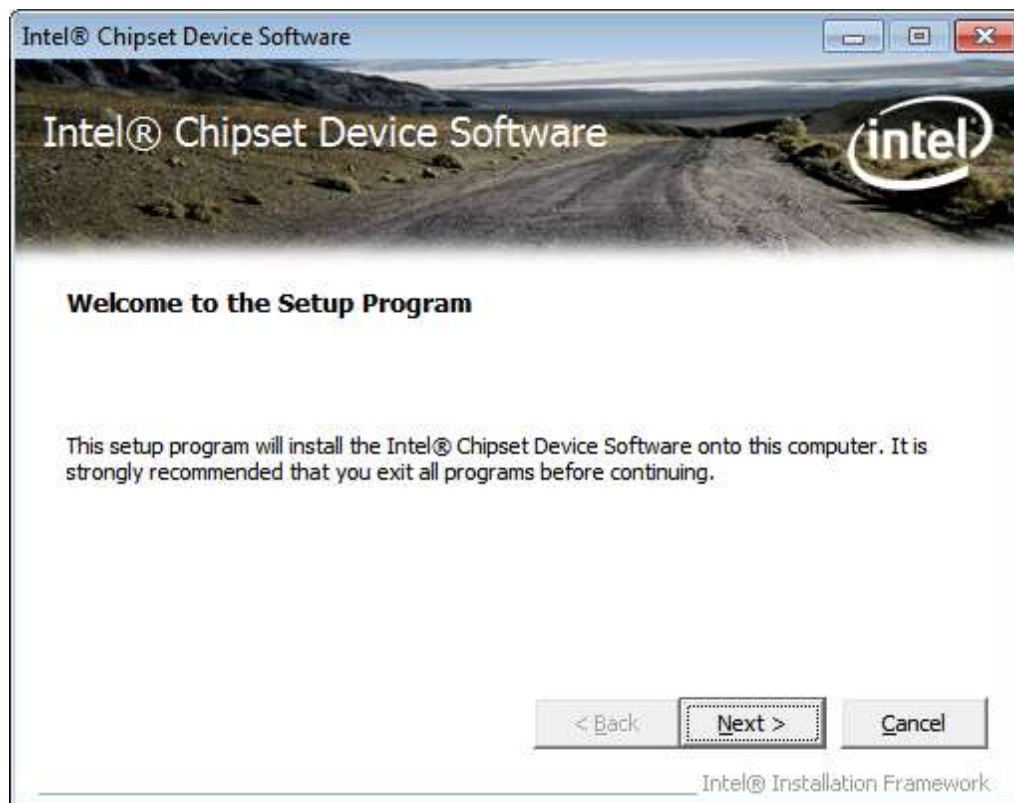 Intel® Chipset Device Software
Intel® Chipset Device Software
intel
Welcome to the Setup Program
This setup program will install the Intel® Chipset Device Software onto this computer. It is
strongly recommended that you exit all programs before continuing.
< Back Next > Cancel
Intel® Installation Framework